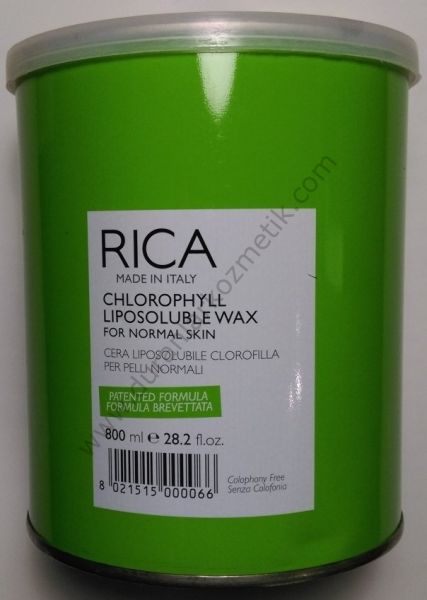 RICA
MADE IN ITALY
CHLOROPHYLL
LIPOSOLUBLE WAX
FOR NORMAL SKIN
CERA LIPOSOLUBILE CLOROFILLA
PER PELLI NORMALI
PATENTED FORMULA
FORMULA BREVETTATA
800 ml e 28.2 fl.oz.
8 021515 000066
Colophony Free
Senza Colofonia